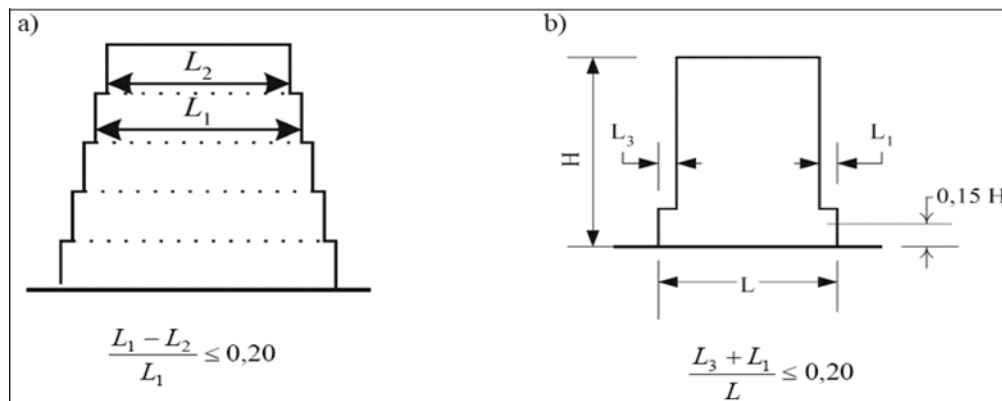 a)
L₂
L₁
(L₁ − L₂)/L₁ ≤ 0,20
b)
H
L₃
L₁
0,15 H
L
(L₃ + L₁)/L ≤ 0,20